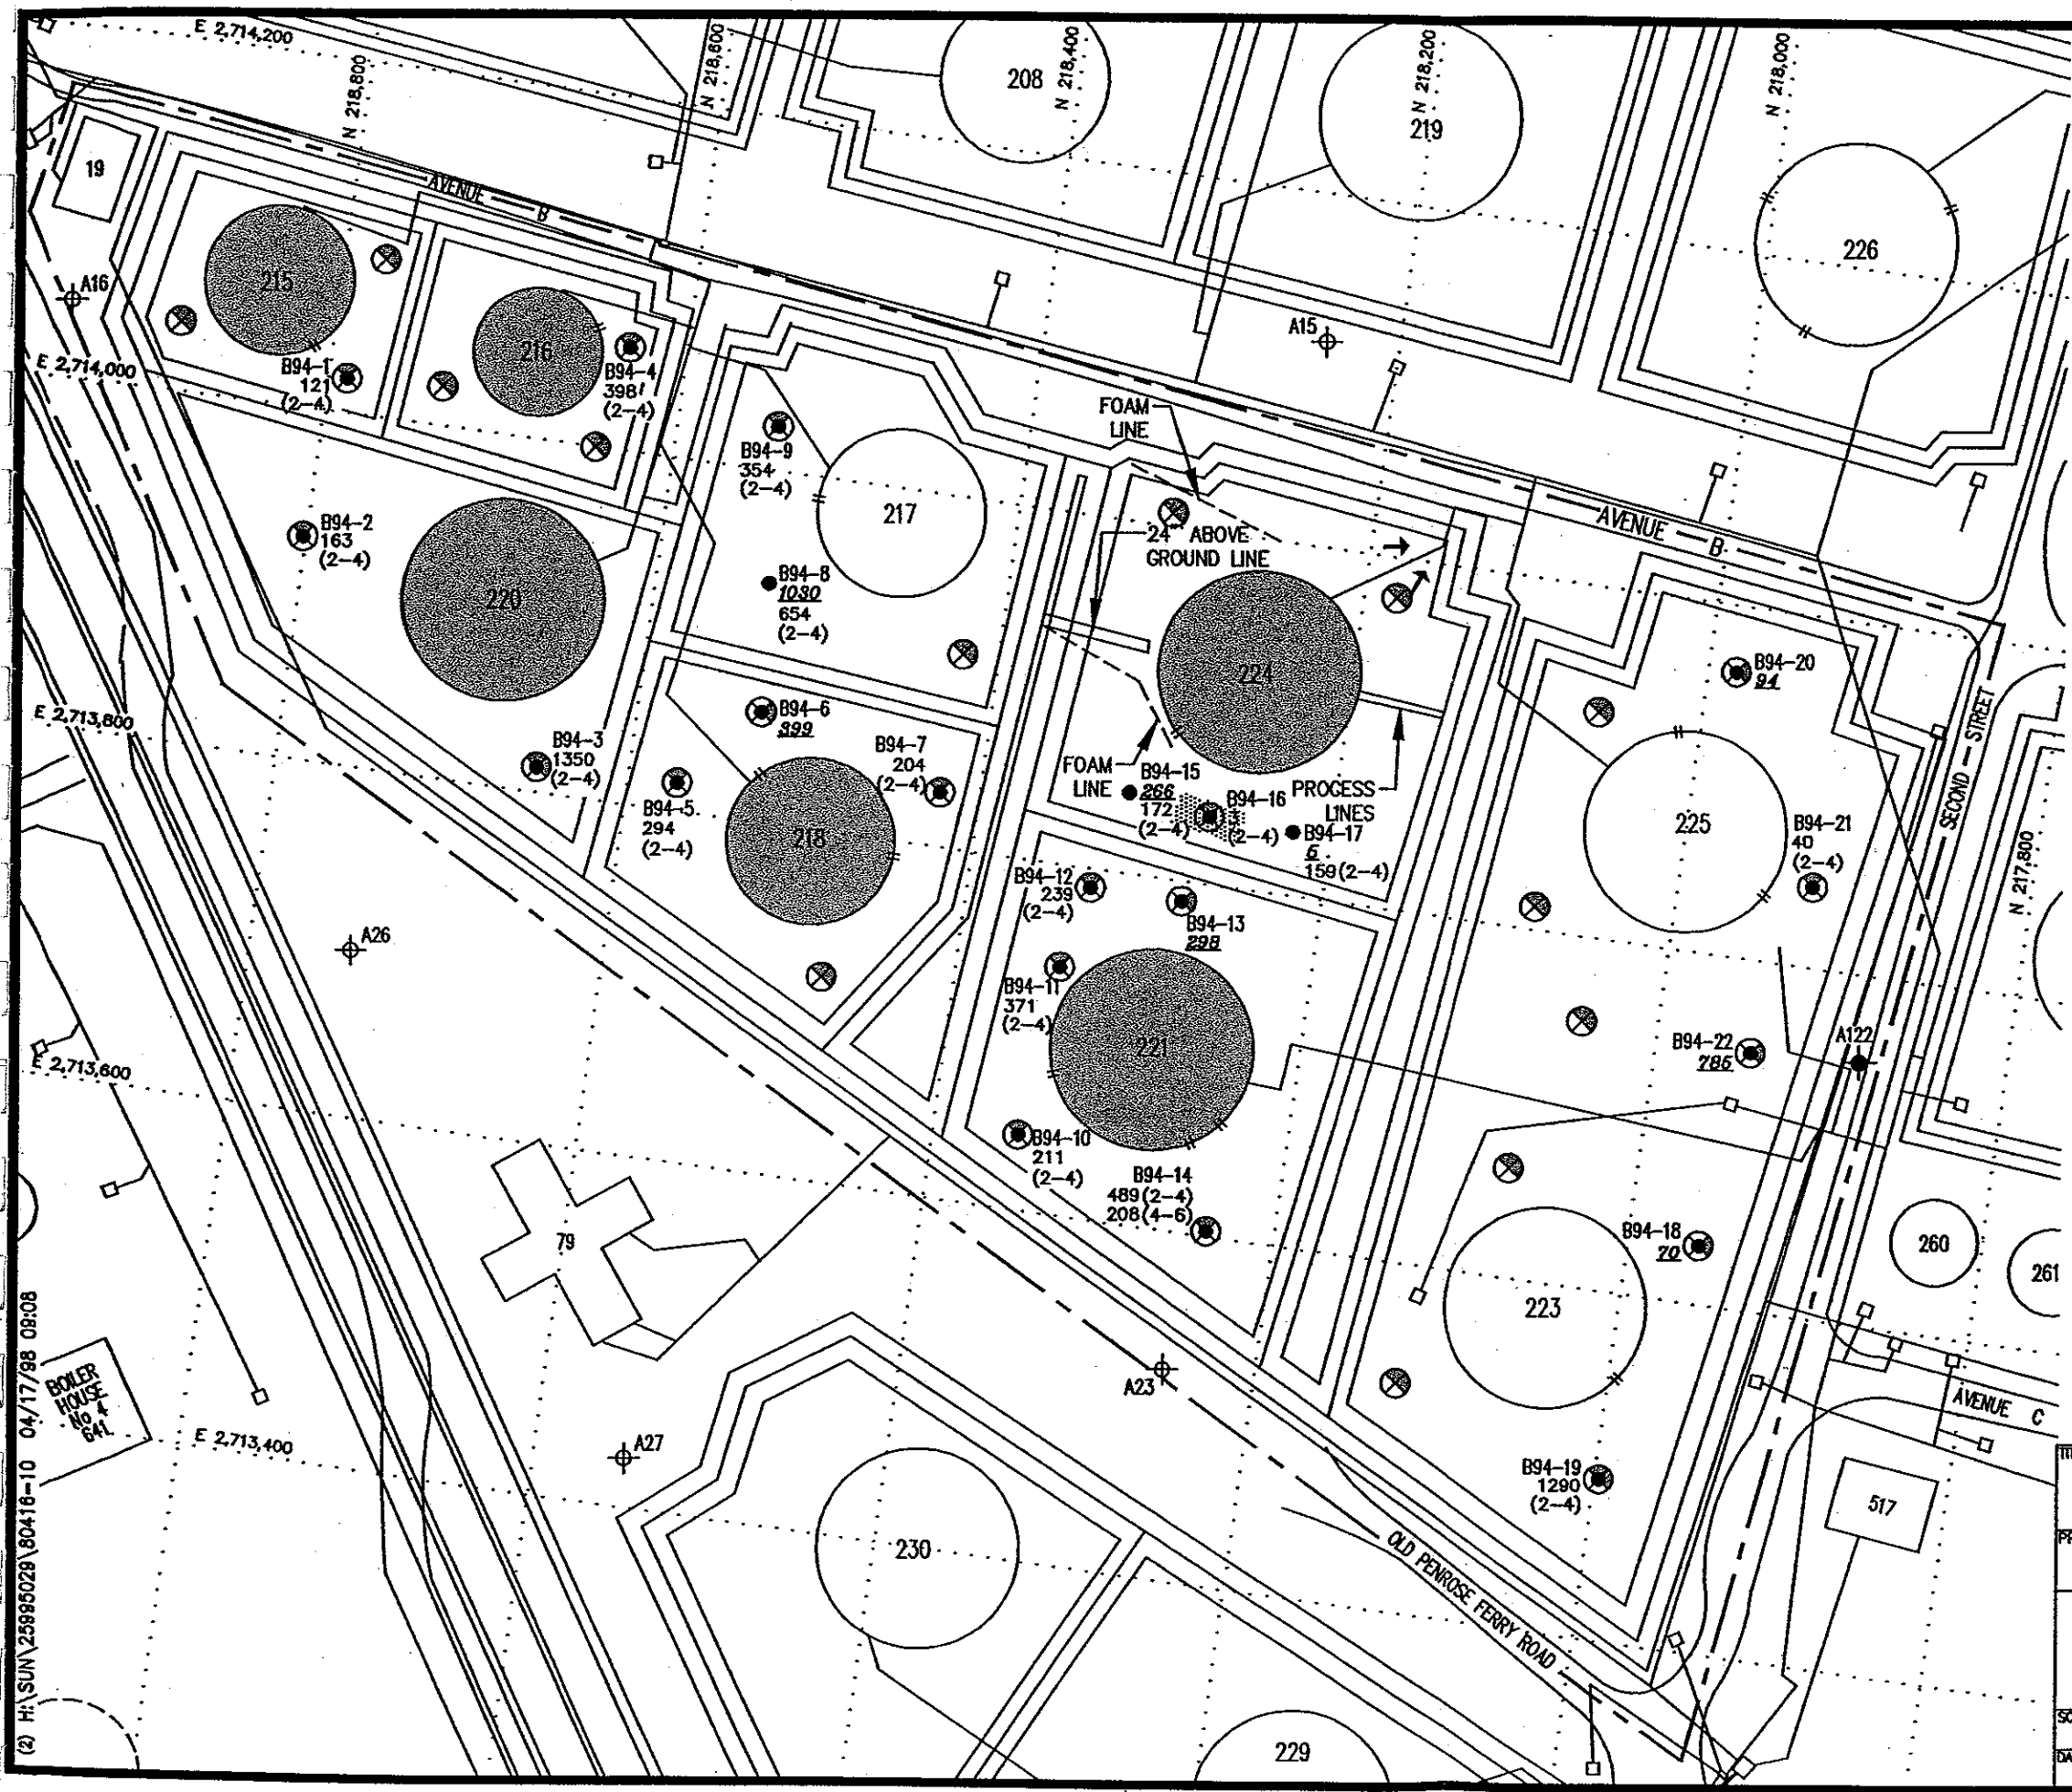 E 2,714,200
N 218,800
N 218,600
208
N 218,400
N 218,200
219
N 218,000
226
19
AVENUE B
A16
215
216
A15
E 2,714,000
B94-1
121
(2-4)
B94-4
398
(2-4)
FOAM
LINE
B94-9
354
(2-4)
217
B94-2
163
(2-4)
24" ABOVE
GROUND LINE
AVENUE B
220
B94-8
1030
654
(2-4)
224
B94-20
94
E 2,713,800
B94-6
399
B94-3
1350
(2-4)
B94-7
204
(2-4)
B94-5
294
(2-4)
218
FOAM
LINE
B94-15
266
172
(2-4)
B94-16
(2-4)
PROCESS
LINES
B94-17
6
159(2-4)
225
B94-21
40
(2-4)
SECOND STREET
N 217,800
B94-12
239
(2-4)
B94-13
298
A26
B94-11
371
(2-4)
221
B94-22
786
A122
E 2,713,600
B94-10
211
(2-4)
B94-14
489(2-4)
208(4-6)
79
B94-18
70
260
261
223
A23
AVENUE C
BOILER
HOUSE
No 4
641
E 2,713,400
A27
B94-19
1290
(2-4)
517
230
OLD PENROSE FERRY ROAD
229
(2) H:\SUN\25995029\80416-10 04/17/98 09:08